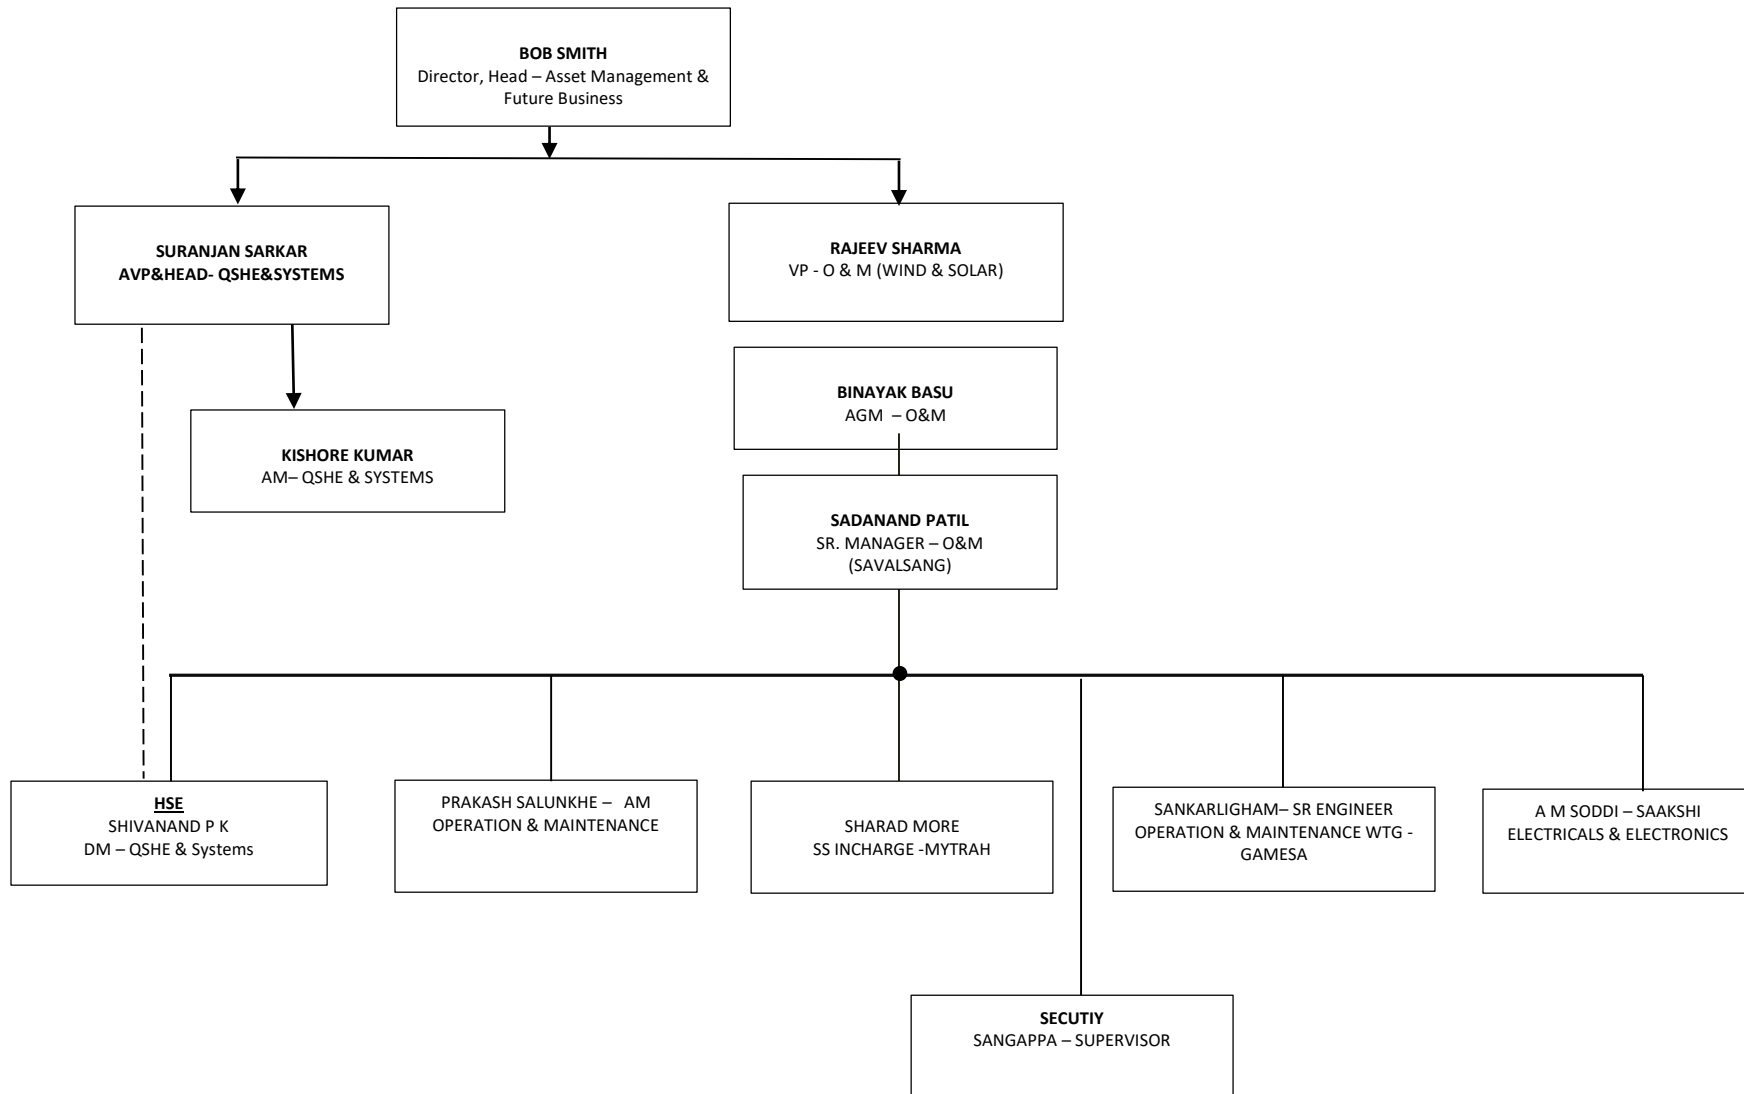 BOB SMITH
Director, Head – Asset Management &
Future Business
SURANJAN SARKAR
AVP&HEAD- QSHE&SYSTEMS
RAJEEV SHARMA
VP - O & M (WIND & SOLAR)
BINAYAK BASU
AGM – O&M
KISHORE KUMAR
AM– QSHE & SYSTEMS
SADANAND PATIL
SR. MANAGER – O&M
(SAVALSANG)
HSE
SHIVANAND P K
DM – QSHE & Systems
PRAKASH SALUNKHE – AM
OPERATION & MAINTENANCE
SHARAD MORE
SS INCHARGE -MYTRAH
SANKARLIGHAM– SR ENGINEER
OPERATION & MAINTENANCE WTG -
GAMESA
A M SODDI – SAAKSHI
ELECTRICALS & ELECTRONICS
SECUTIY
SANGAPPA – SUPERVISOR